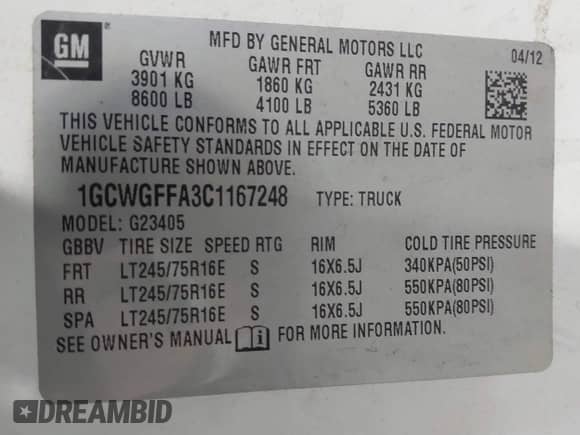 GM
MFD BY GENERAL MOTORS LLC
04/12
GVWR GAWR FRT GAWR RR
3901 KG 1860 KG 2431 KG
8600 LB 4100 LB 5360 LB
THIS VEHICLE CONFORMS TO ALL APPLICABLE U.S. FEDERAL MOTOR
VEHICLE SAFETY STANDARDS IN EFFECT ON THE DATE OF
MANUFACTURE SHOWN ABOVE.
1GCWGFFA3C1167248 TYPE: TRUCK
MODEL: G23405
GBBV TIRE SIZE SPEED RTG RIM COLD TIRE PRESSURE
FRT LT245/75R16E S 16X6.5J 340KPA(50PSI)
RR LT245/75R16E S 16X6.5J 550KPA(80PSI)
SPA LT245/75R16E S 16X6.5J 550KPA(80PSI)
SEE OWNER'S MANUAL i FOR MORE INFORMATION.
DREAMBID